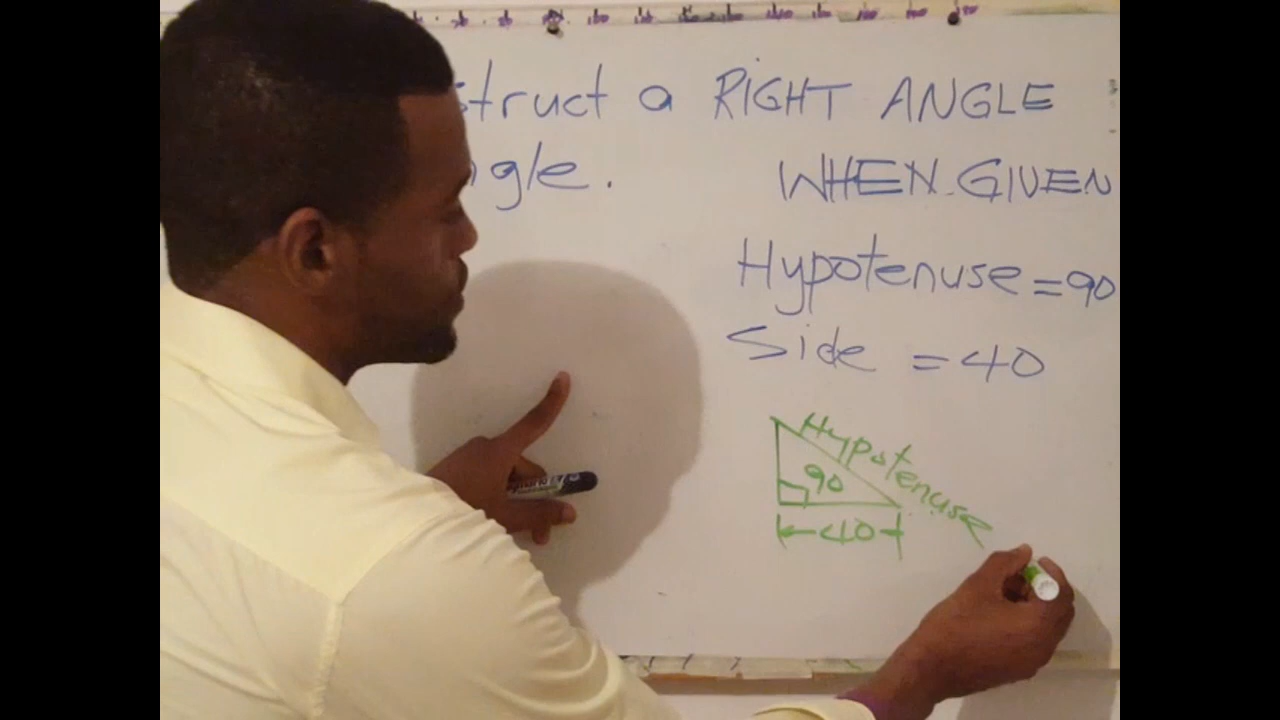 struct a RIGHT ANGLE
ngle.
WHEN GIVEN
Hypotenuse = 90
Side = 40
Hypotenuse
90
40